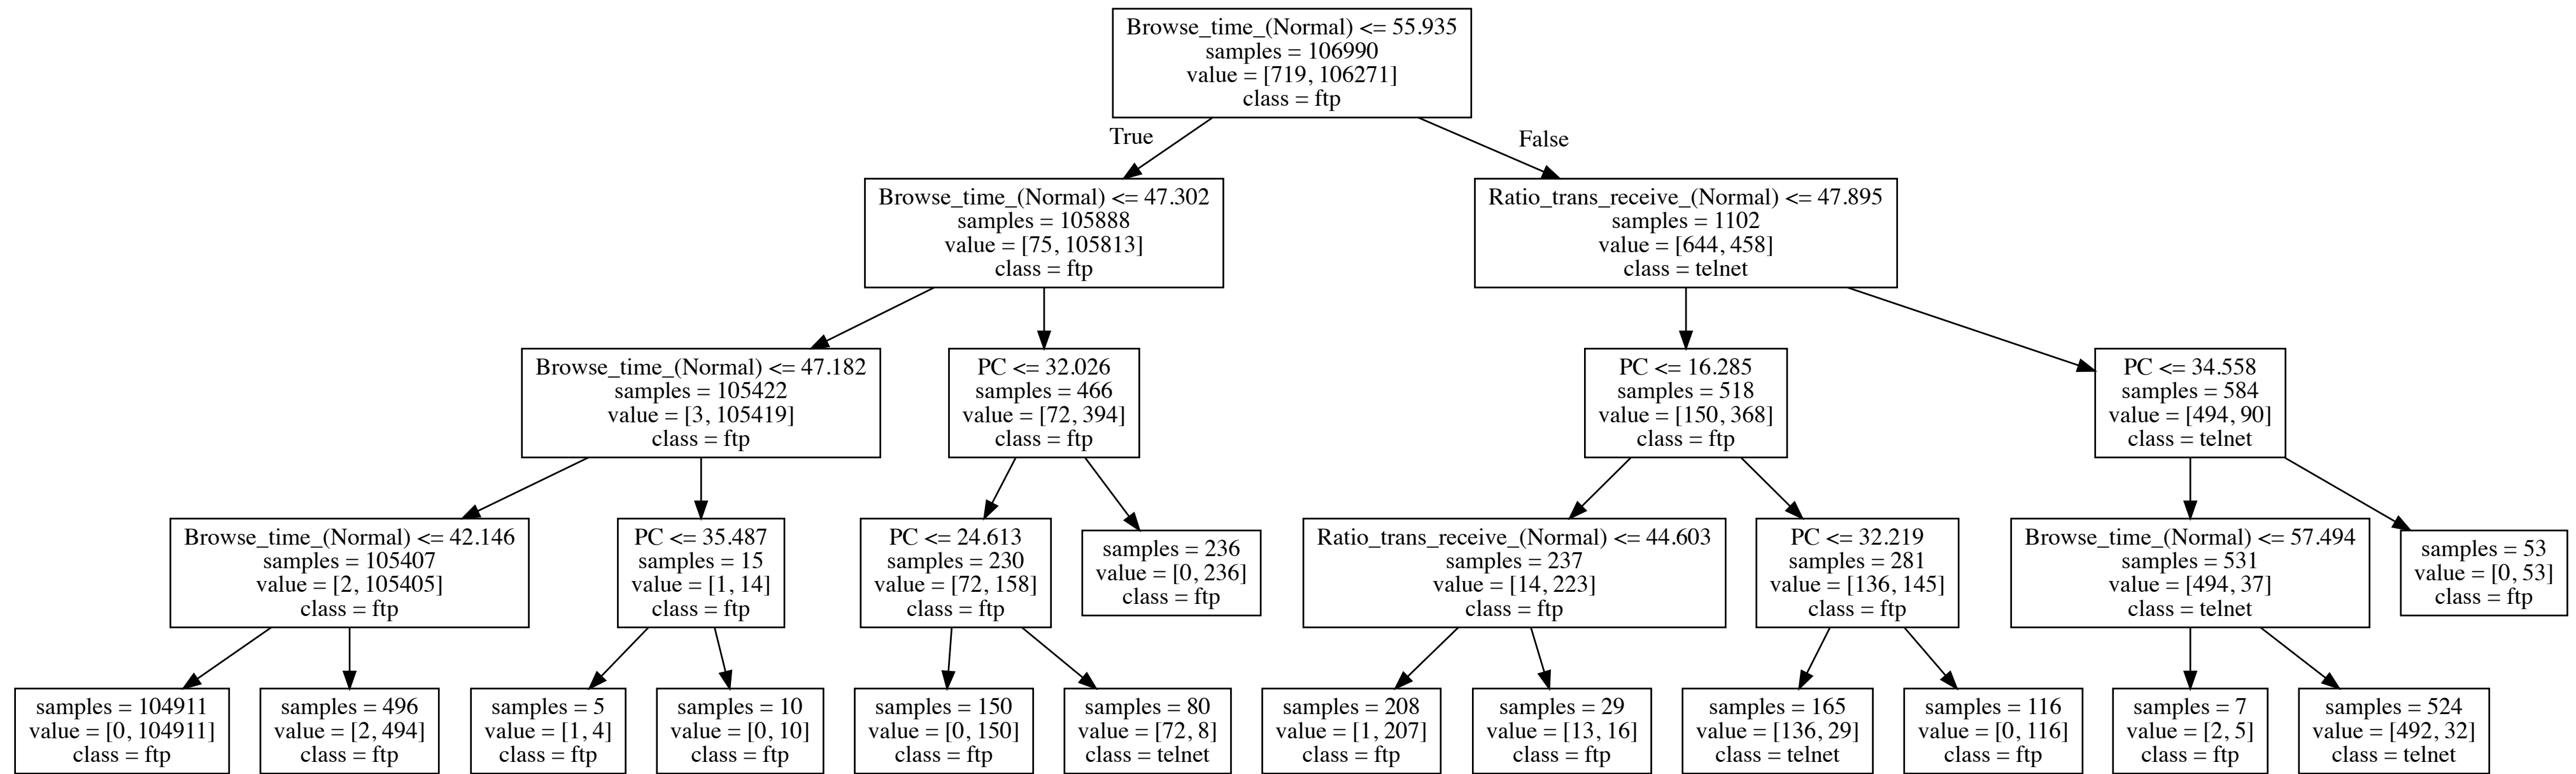 Browse_time_(Normal) <= 55.935
samples = 106990
value = [719, 106271]
class = ftp
True
False
Browse_time_(Normal) <= 47.302
samples = 105888
value = [75, 105813]
class = ftp
Ratio_trans_receive_(Normal) <= 47.895
samples = 1102
value = [644, 458]
class = telnet
Browse_time_(Normal) <= 47.182
samples = 105422
value = [3, 105419]
class = ftp
PC <= 32.026
samples = 466
value = [72, 394]
class = ftp
PC <= 16.285
samples = 518
value = [150, 368]
class = ftp
PC <= 34.558
samples = 584
value = [494, 90]
class = telnet
Browse_time_(Normal) <= 42.146
samples = 105407
value = [2, 105405]
class = ftp
PC <= 35.487
samples = 15
value = [1, 14]
class = ftp
PC <= 24.613
samples = 230
value = [72, 158]
class = ftp
samples = 236
value = [0, 236]
class = ftp
Ratio_trans_receive_(Normal) <= 44.603
samples = 237
value = [14, 223]
class = ftp
PC <= 32.219
samples = 281
value = [136, 145]
class = ftp
Browse_time_(Normal) <= 57.494
samples = 531
value = [494, 37]
class = telnet
samples = 53
value = [0, 53]
class = ftp
samples = 104911
value = [0, 104911]
class = ftp
samples = 496
value = [2, 494]
class = ftp
samples = 5
value = [1, 4]
class = ftp
samples = 10
value = [0, 10]
class = ftp
samples = 150
value = [0, 150]
class = ftp
samples = 80
value = [72, 8]
class = telnet
samples = 208
value = [1, 207]
class = ftp
samples = 29
value = [13, 16]
class = ftp
samples = 165
value = [136, 29]
class = telnet
samples = 116
value = [0, 116]
class = ftp
samples = 7
value = [2, 5]
class = ftp
samples = 524
value = [492, 32]
class = telnet